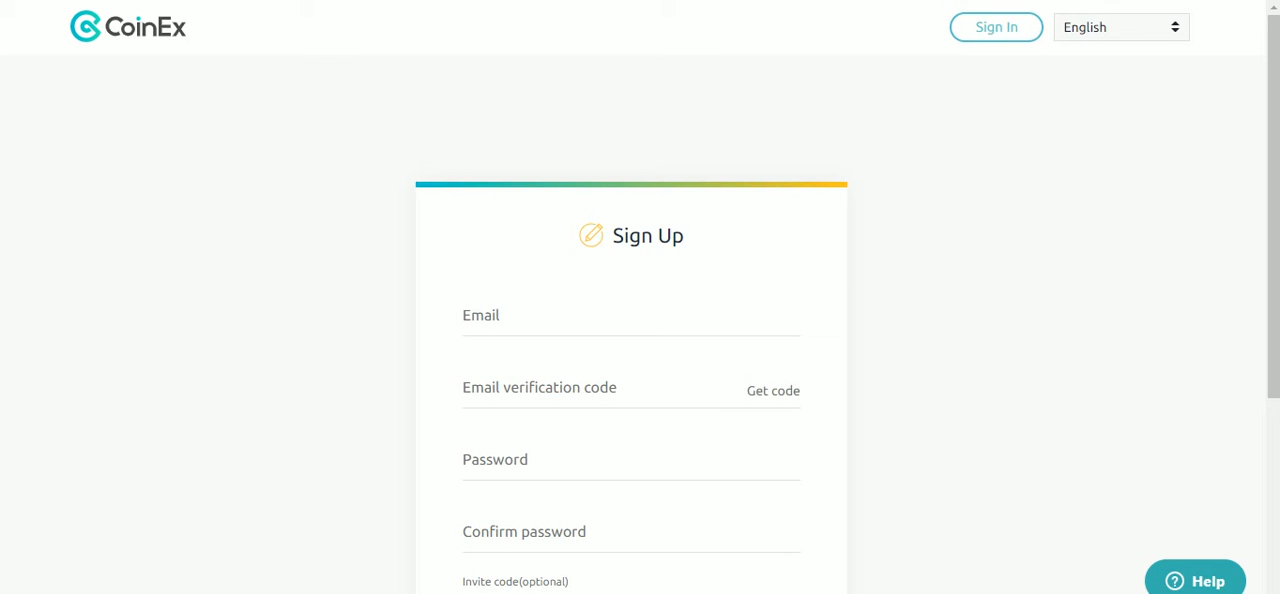 CoinEx
Sign In
English
Sign Up
Email
Email verification code
Get code
Password
Confirm password
Invite code(optional)
Help